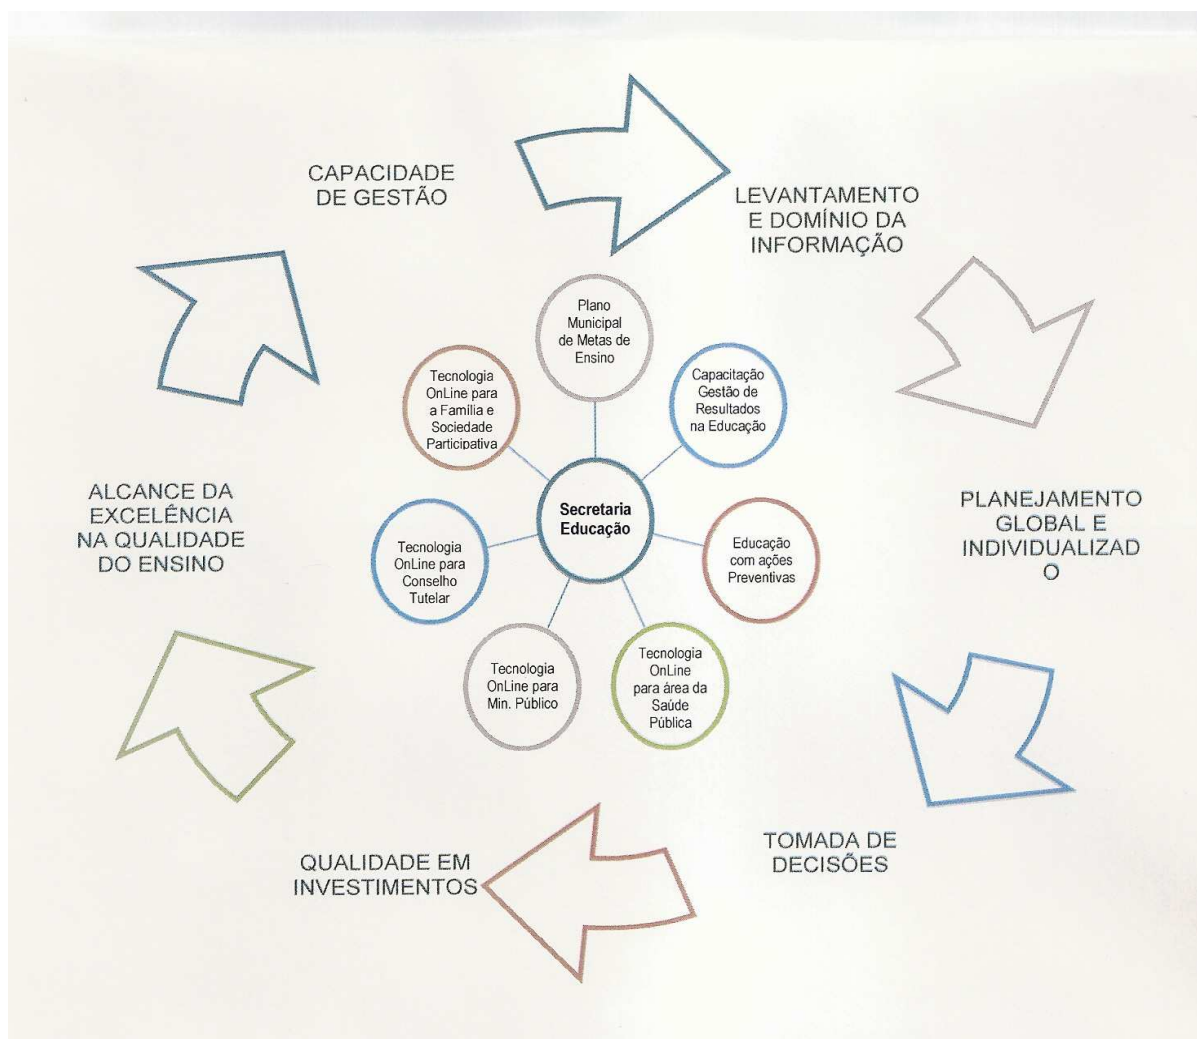 CAPACIDADE
DE GESTÃO
LEVANTAMENTO
E DOMÍNIO DA
INFORMAÇÃO
Plano
Municipal
de Metas de
Ensino
Tecnologia
OnLine para
a Família e
Sociedade
Participativa
Capacitação
Gestão de
Resultados
na Educação
ALCANCE DA
EXCELÊNCIA
NA QUALIDADE
DO ENSINO
Secretaria
Educação
PLANEJAMENTO
GLOBAL E
INDIVIDUALIZAD
O
Tecnologia
OnLine para
Conselho
Tutelar
Educação
com ações
Preventivas
Tecnologia
OnLine para
Min. Público
Tecnologia
OnLine
para área da
Saúde
Pública
TOMADA DE
DECISÕES
QUALIDADE EM
INVESTIMENTOS